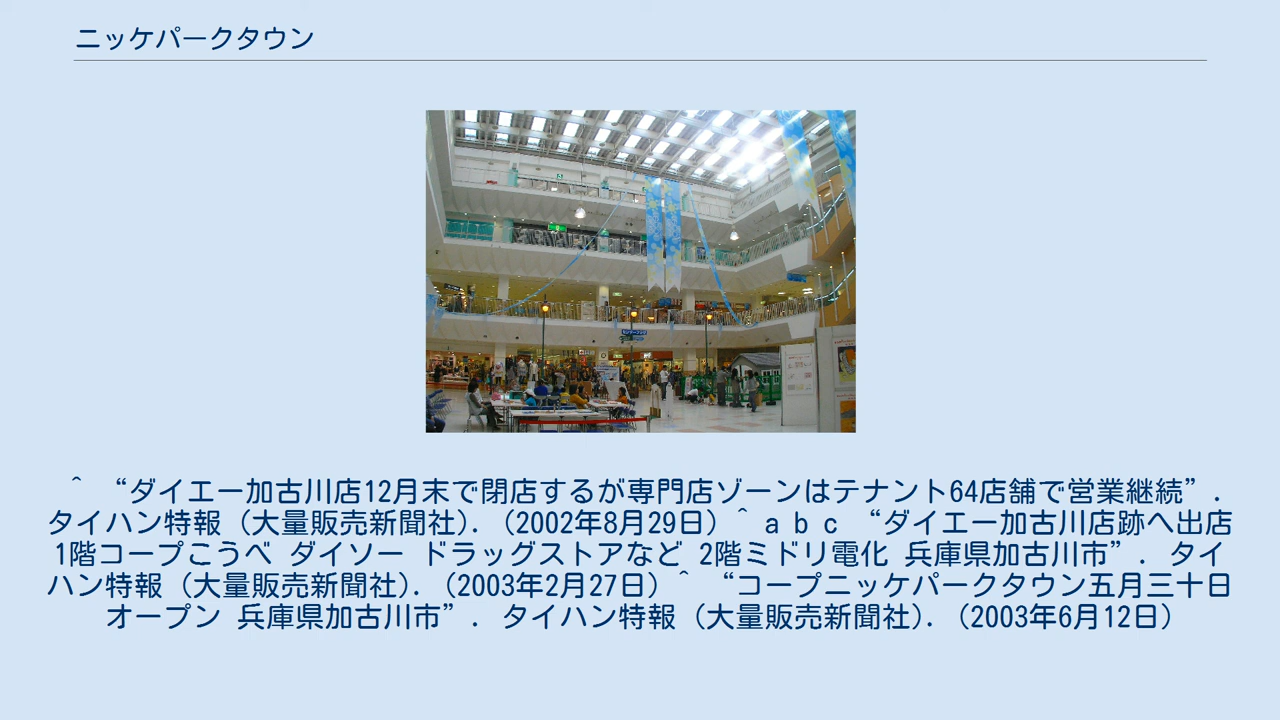 ニッケパークタウン
^ “ダイエー加古川店12月末で閉店するが専門店ゾーンはテナント64店舗で営業継続”.
タイハン特報（大量販売新聞社）. （2002年8月29日）^ a b c “ダイエー加古川店跡へ出店
1階コープこうべ ダイソー ドラッグストアなど 2階ミドリ電化 兵庫県加古川市”. タイ
ハン特報（大量販売新聞社）. （2003年2月27日）^ “コープニッケパークタウン五月三十日
オープン 兵庫県加古川市”. タイハン特報（大量販売新聞社）. （2003年6月12日）